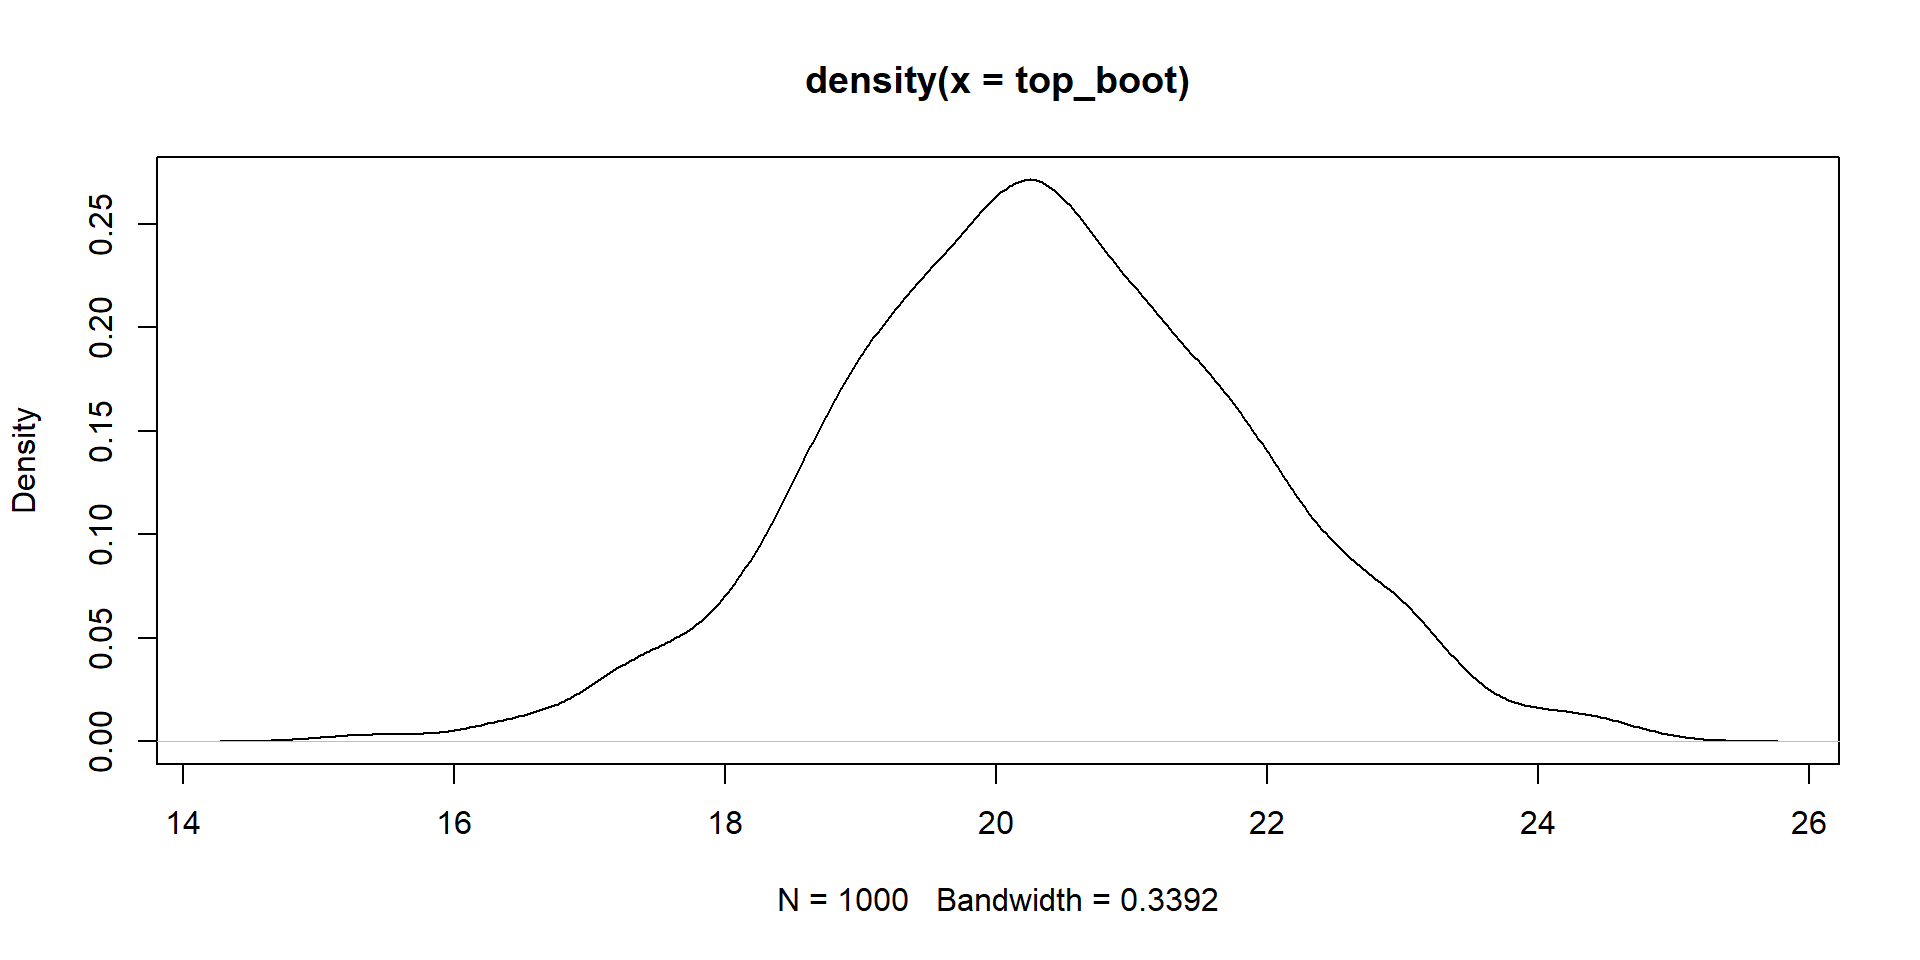 density(x = top_boot)
Density
0.25
0.20
0.15
0.10
0.05
0.00
14 16 18 20 22 24 26
N = 1000 Bandwidth = 0.3392